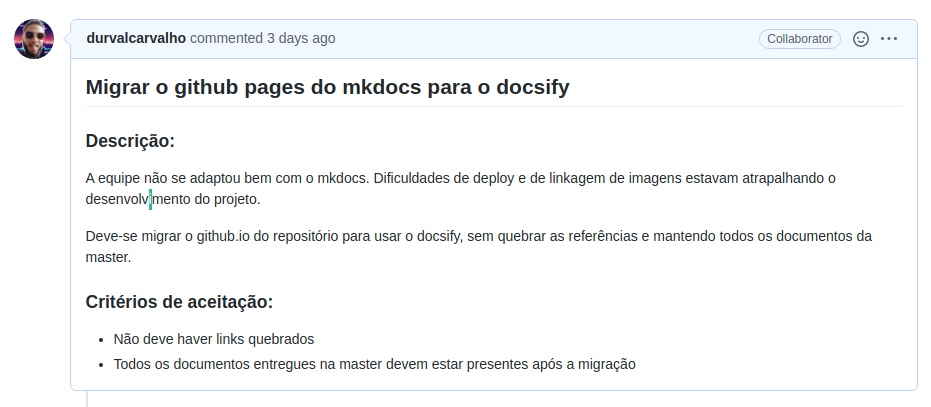 durvalcarvalho commented 3 days ago Collaborator
Migrar o github pages do mkdocs para o docsify
Descrição:
A equipe não se adaptou bem com o mkdocs. Dificuldades de deploy e de linkagem de imagens estavam atrapalhando o
desenvolvimento do projeto.
Deve-se migrar o github.io do repositório para usar o docsify, sem quebrar as referências e mantendo todos os documentos da
master.
Critérios de aceitação:
• Não deve haver links quebrados
• Todos os documentos entregues na master devem estar presentes após a migração